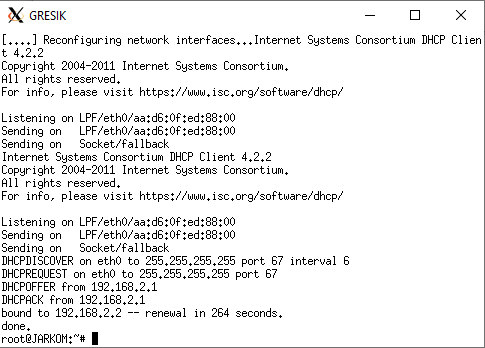 GRESIK
[....] Reconfiguring network interfaces...Internet Systems Consortium DHCP Clien
t 4.2.2
Copyright 2004-2011 Internet Systems Consortium.
All rights reserved.
For info, please visit https://www.isc.org/software/dhcp/
Listening on LPF/eth0/aa:d6:0f:ed:88:00
Sending on   LPF/eth0/aa:d6:0f:ed:88:00
Sending on   Socket/fallback
Internet Systems Consortium DHCP Client 4.2.2
Copyright 2004-2011 Internet Systems Consortium.
All rights reserved.
For info, please visit https://www.isc.org/software/dhcp/
Listening on LPF/eth0/aa:d6:0f:ed:88:00
Sending on   LPF/eth0/aa:d6:0f:ed:88:00
Sending on   Socket/fallback
DHCPDISCOVER on eth0 to 255.255.255.255 port 67 interval 6
DHCPREQUEST on eth0 to 255.255.255.255 port 67
DHCPOFFER from 192.168.2.1
DHCPACK from 192.168.2.1
bound to 192.168.2.2 -- renewal in 264 seconds.
done.
root@JARKOM:~#